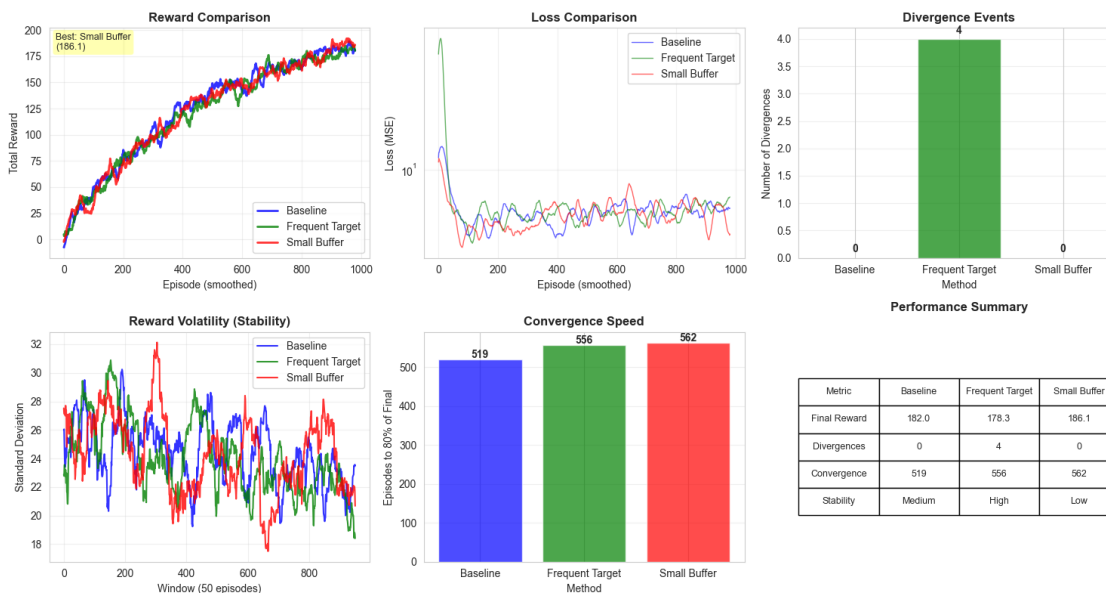 Reward Comparison
Best: Small Buffer
(186.1)
Total Reward
200
175
150
125
100
75
50
25
0
0
200
400
600
800
1000
Episode (smoothed)
Baseline
Frequent Target
Small Buffer
Loss Comparison
Loss (MSE)
10¹
0
200
400
600
800
1000
Episode (smoothed)
Baseline
Frequent Target
Small Buffer
Divergence Events
Number of Divergences
4.0
3.5
3.0
2.5
2.0
1.5
1.0
0.5
0.0
0
4
0
Baseline
Frequent Target
Small Buffer
Method
Reward Volatility (Stability)
Standard Deviation
32
30
28
26
24
22
20
18
0
200
400
600
800
Window (50 episodes)
Baseline
Frequent Target
Small Buffer
Convergence Speed
Episodes to 80% of Final
500
400
300
200
100
0
519
556
562
Baseline
Frequent Target
Small Buffer
Method
Performance Summary
Metric Baseline Frequent Target Small Buffer
Final Reward 182.0 178.3 186.1
Divergences 0 4 0
Convergence 519 556 562
Stability Medium High Low